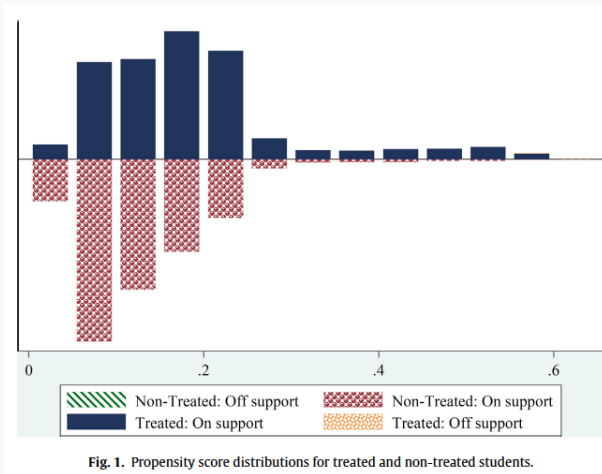 0 .2 .4 .6
Non-Treated: Off support Non-Treated: On support
Treated: On support Treated: Off support
Fig. 1. Propensity score distributions for treated and non-treated students.